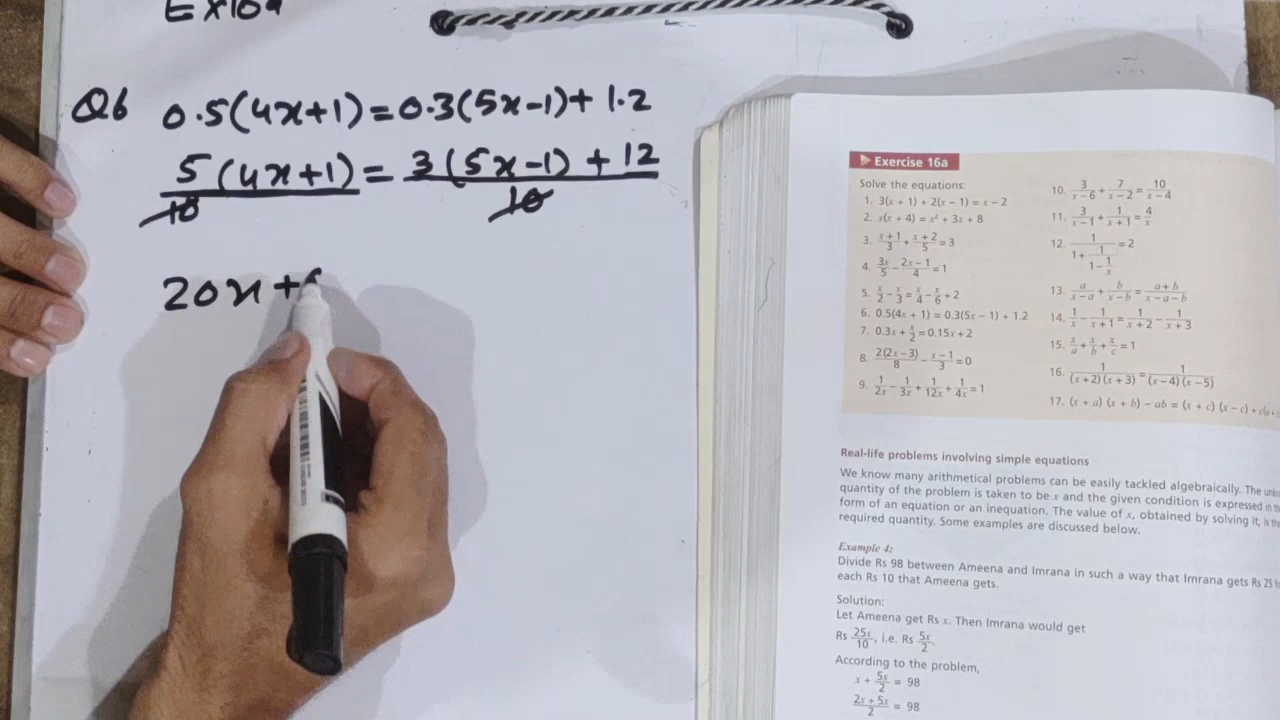 Ex16a
Q6 0.5(4x+1)=0.3(5x-1)+1.2
5(4x+1)/10 = 3(5x-1)+12/10
20x+
Exercise 16a
Solve the equations:
1. 3(x + 1) + 2(x − 1) = x − 2
2. x(x + 4) = x² + 3x + 8
3. x+1/3 + x+2/5 = 3
4. 3x/5 − 2x−1/4 = 1
5. x/2 − x/3 = x/4 − x/6 + 2
6. 0.5(4x + 1) = 0.3(5x − 1) + 1.2
7. 0.3x + x/2 = 0.15x + 2
8. 2(2x−3)/8 − x−1/3 = 0
9. 1/2x − 1/3x + 1/12x + 1/4x = 1
10. 3/x−6 + 7/x−2 = 10/x−4
11. 3/x−1 + 1/x+1 = 4/x
12. 1/1+1/1−1/x = 2
13. a/x−a + b/x−b = a+b/x−a−b
14. 1/x − 1/x+1 = 1/x+2 − 1/x+3
15. x/a + x/b + x/c = 1
16. 1/(x+2)(x+3) = 1/(x−4)(x−5)
17. (x + a) (x + b) − ab = (x + c) (x − c) +
Real-life problems involving simple equations
We know many arithmetical problems can be easily tackled algebraically. The
quantity of the problem is taken to be x and the given condition is expressed in
form of an equation or an inequation. The value of x, obtained by solving it, is
required quantity. Some examples are discussed below.
Example 4:
Divide Rs 98 between Ameena and Imrana in such a way that Imrana gets Rs 25
each Rs 10 that Ameena gets.
Solution:
Let Ameena get Rs x. Then Imrana would get
Rs 25x/10, i.e. Rs 5x/2.
According to the problem,
x + 5x/2 = 98
2x + 5x/2 = 98